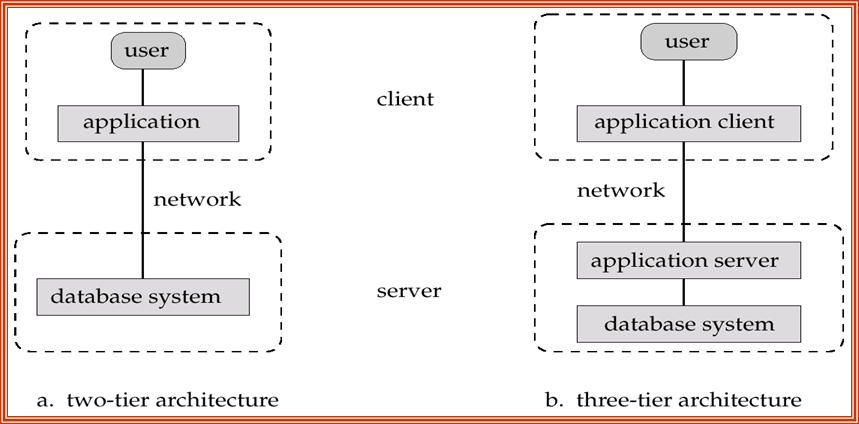 user
application
network
database system
a. two-tier architecture
client
server
user
application client
network
application server
database system
b. three-tier architecture